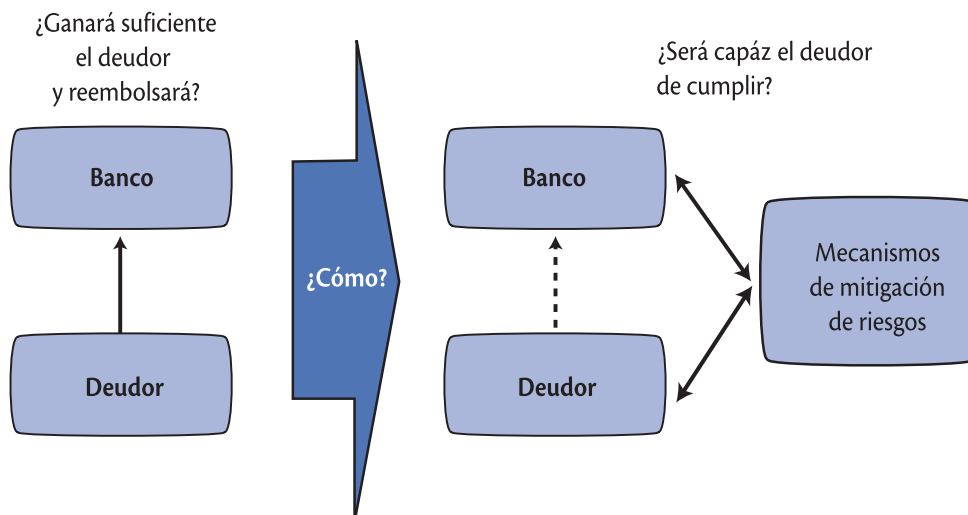 ¿Ganará suficiente
el deudor
y reembolsará?
Banco
Deudor
¿Cómo?
¿Será capáz el deudor
de cumplir?
Banco
Deudor
Mecanismos
de mitigación
de riesgos